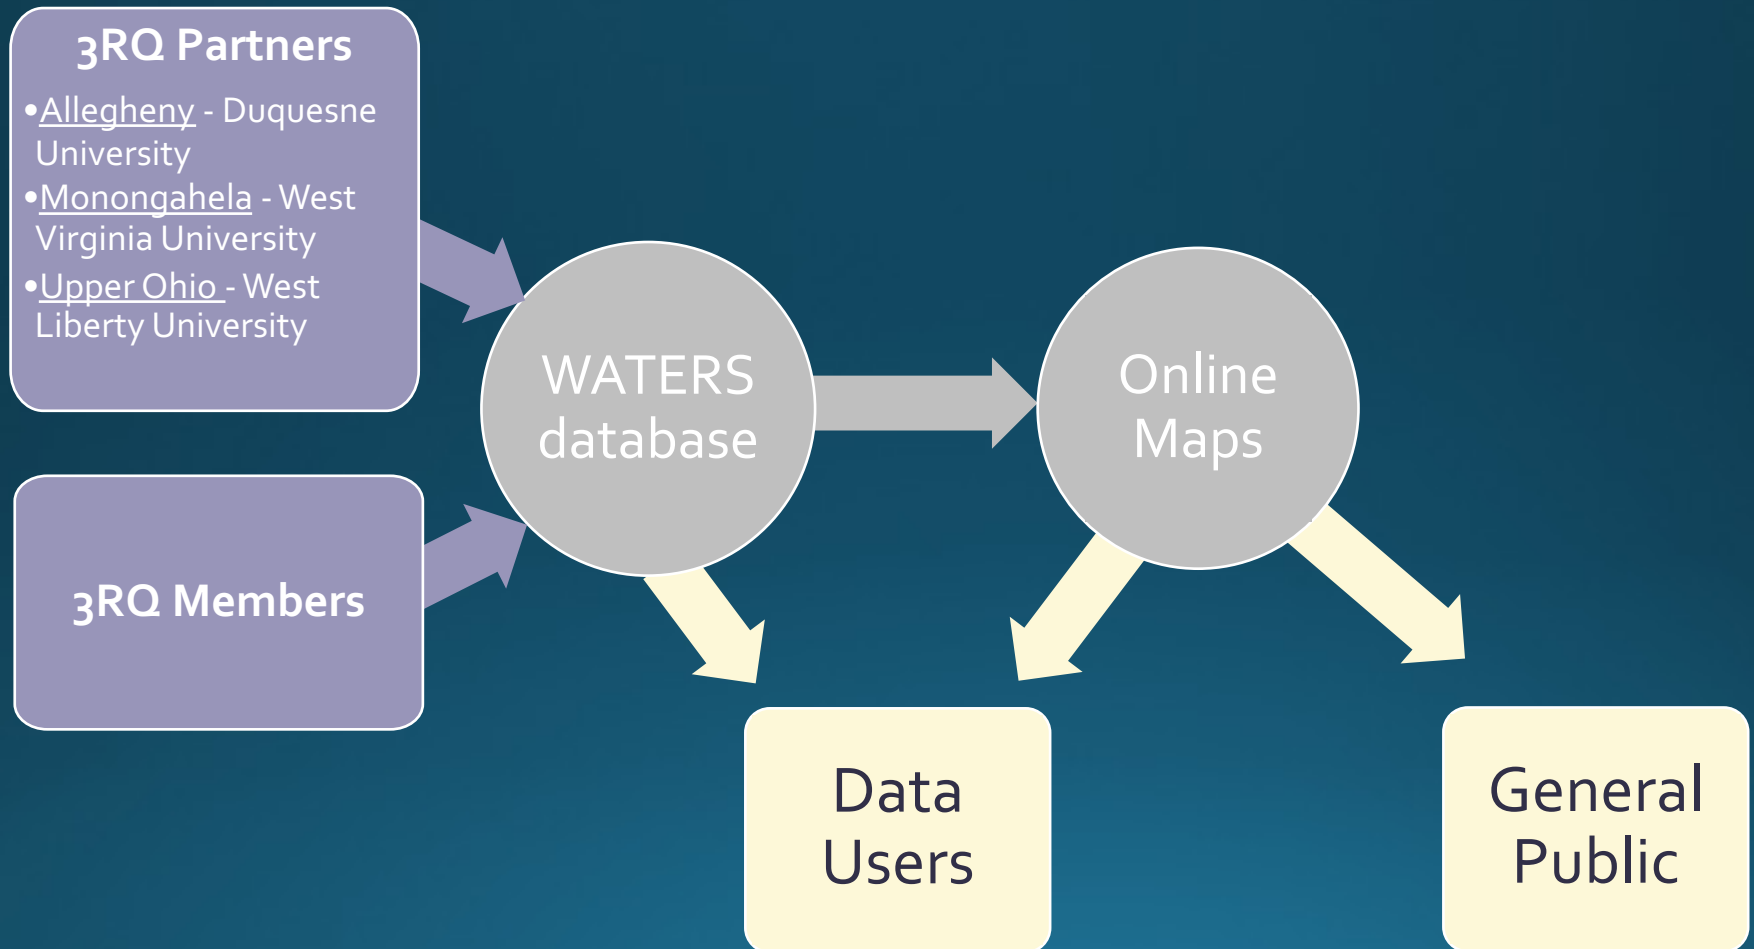 3RQ Partners
•Allegheny - Duquesne
University
•Monongahela - West
Virginia University
•Upper Ohio - West
Liberty University
WATERS
database
Online
Maps
3RQ Members
Data
Users
General
Public